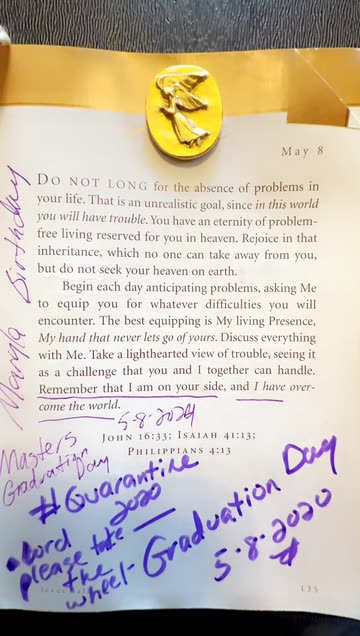 May 8
DO NOT LONG for the absence of problems in
your life. That is an unrealistic goal, since in this world
you will have trouble. You have an eternity of problem-
free living reserved for you in heaven. Rejoice in that
inheritance, which no one can take away from you,
but do not seek your heaven on earth.
Begin each day anticipating problems, asking Me
to equip you for whatever difficulties you will
encounter. The best equipping is My living Presence,
My hand that never lets go of yours. Discuss everything
with Me. Take a lighthearted view of trouble, seeing it
as a challenge that you and I together can handle.
Remember that I am on your side, and I have over-
come the world.
Birthday
5-8-2024
JOHN 16:33; ISAIAH 41:13;
PHILIPPIANS 4:13
Masters
Graduation
Day
#Quarantine
2020
• Lord
please take
the
wheel-Graduation Day
5-8-2020
135